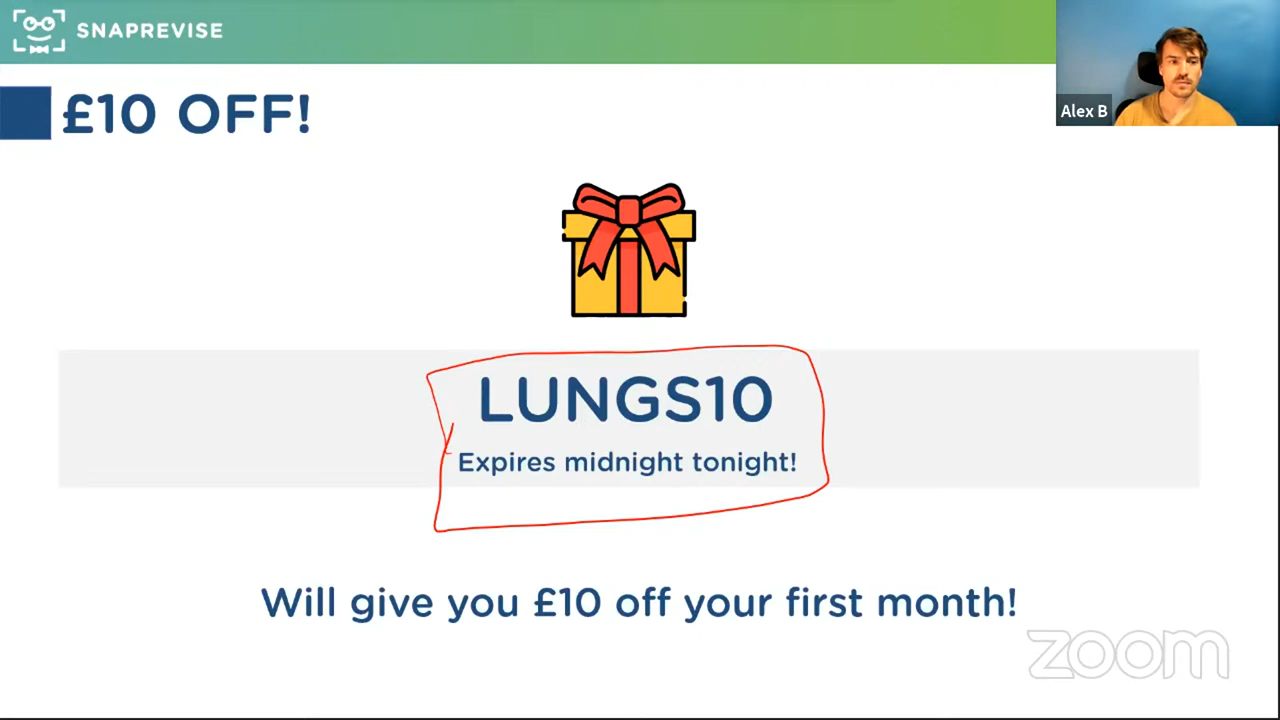 SNAPREVISE
£10 OFF!
Alex B
LUNGS10
Expires midnight tonight!
Will give you £10 off your first month!
zoom